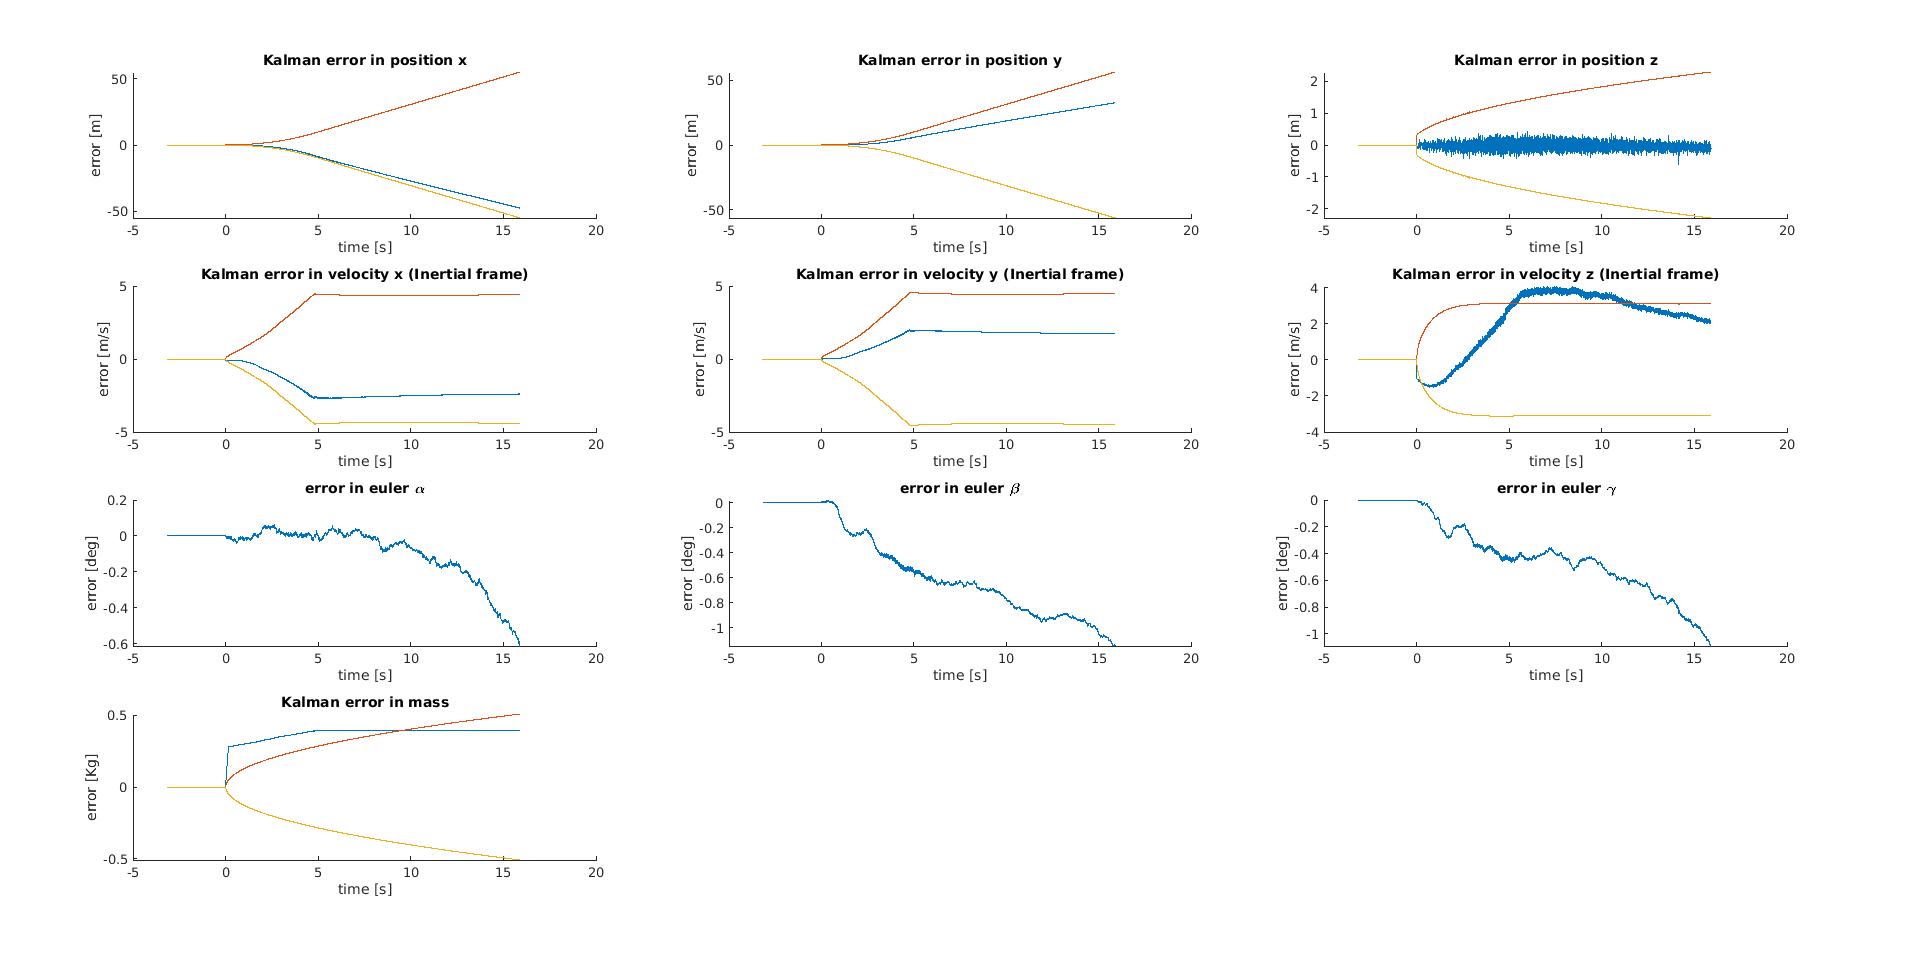 Kalman error in position x
error [m]
50
0
-50
-5 0 5 10 15 20
time [s]
Kalman error in position y
error [m]
50
0
-50
-5 0 5 10 15 20
time [s]
Kalman error in position z
error [m]
2
1
0
-1
-2
-5 0 5 10 15 20
time [s]
Kalman error in velocity x (Inertial frame)
error [m/s]
5
0
-5
-5 0 5 10 15 20
time [s]
Kalman error in velocity y (Inertial frame)
error [m/s]
5
0
-5
-5 0 5 10 15 20
time [s]
Kalman error in velocity z (Inertial frame)
error [m/s]
4
2
0
-2
-4
-5 0 5 10 15 20
time [s]
error in euler α
error [deg]
0.2
0
-0.2
-0.4
-0.6
-5 0 5 10 15 20
time [s]
error in euler β
error [deg]
0
-0.2
-0.4
-0.6
-0.8
-1
-5 0 5 10 15 20
time [s]
error in euler γ
error [deg]
0
-0.2
-0.4
-0.6
-0.8
-1
-5 0 5 10 15 20
time [s]
Kalman error in mass
error [Kg]
0.5
0
-0.5
-5 0 5 10 15 20
time [s]